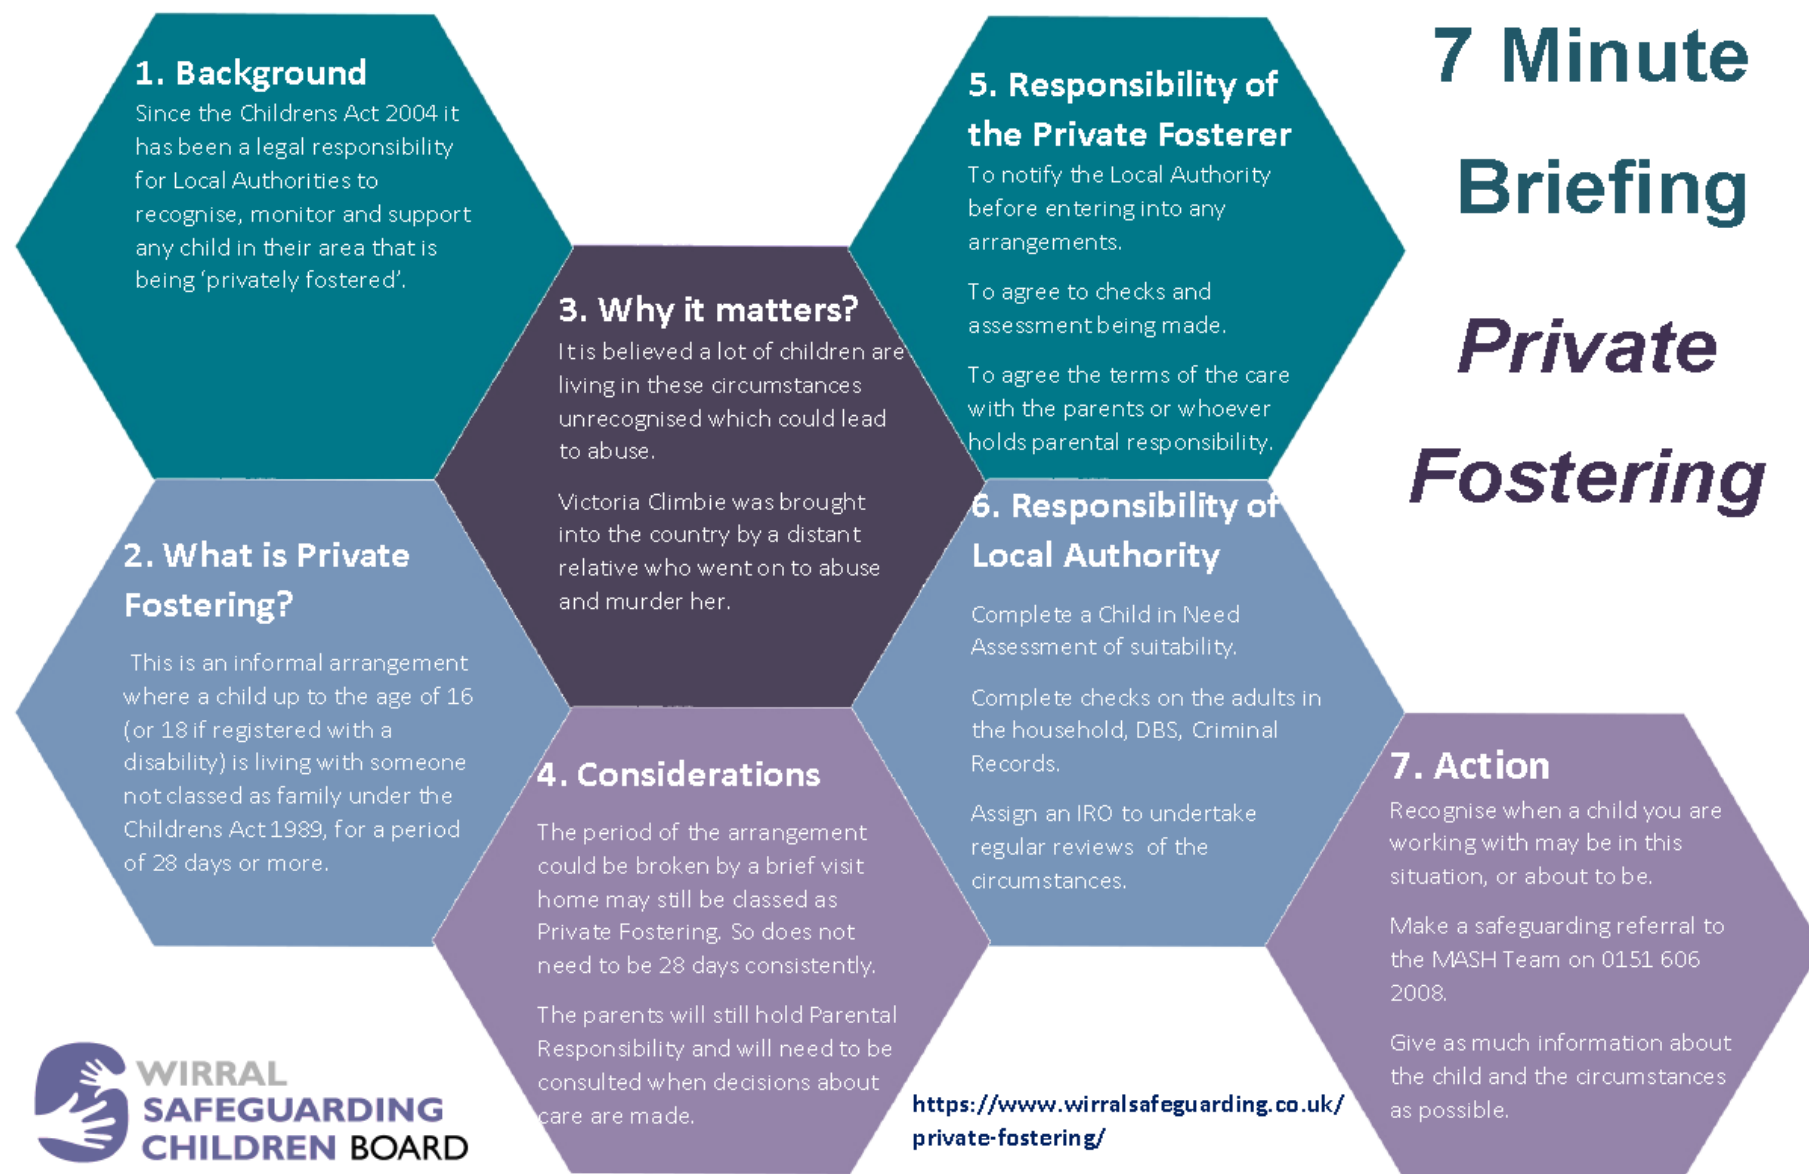 7 Minute
Briefing
Private
Fostering
1. Background
Since the Childrens Act 2004 it
has been a legal responsibility
for Local Authorities to
recognise, monitor and support
any child in their area that is
being ‘privately fostered’.
2. What is Private
Fostering?
This is an informal arrangement
where a child up to the age of 16
(or 18 if registered with a
disability) is living with someone
not classed as family under the
Childrens Act 1989, for a period
of 28 days or more.
3. Why it matters?
It is believed a lot of children are
living in these circumstances
unrecognised which could lead
to abuse.
Victoria Climbie was brought
into the country by a distant
relative who went on to abuse
and murder her.
4. Considerations
The period of the arrangement
could be broken by a brief visit
home may still be classed as
Private Fostering. So does not
need to be 28 days consistently.
The parents will still hold Parental
Responsibility and will need to be
consulted when decisions about
care are made.
5. Responsibility of
the Private Fosterer
To notify the Local Authority
before entering into any
arrangements.
To agree to checks and
assessment being made.
To agree the terms of the care
with the parents or whoever
holds parental responsibility.
6. Responsibility of
Local Authority
Complete a Child in Need
Assessment of suitability.
Complete checks on the adults in
the household, DBS, Criminal
Records.
Assign an IRO to undertake
regular reviews of the
circumstances.
7. Action
Recognise when a child you are
working with may be in this
situation, or about to be.
Make a safeguarding referral to
the MASH Team on 0151 606
2008.
Give as much information about
the child and the circumstances
as possible.
WIRRAL
SAFEGUARDING
CHILDREN BOARD
https://www.wirralsafeguarding.co.uk/
private-fostering/